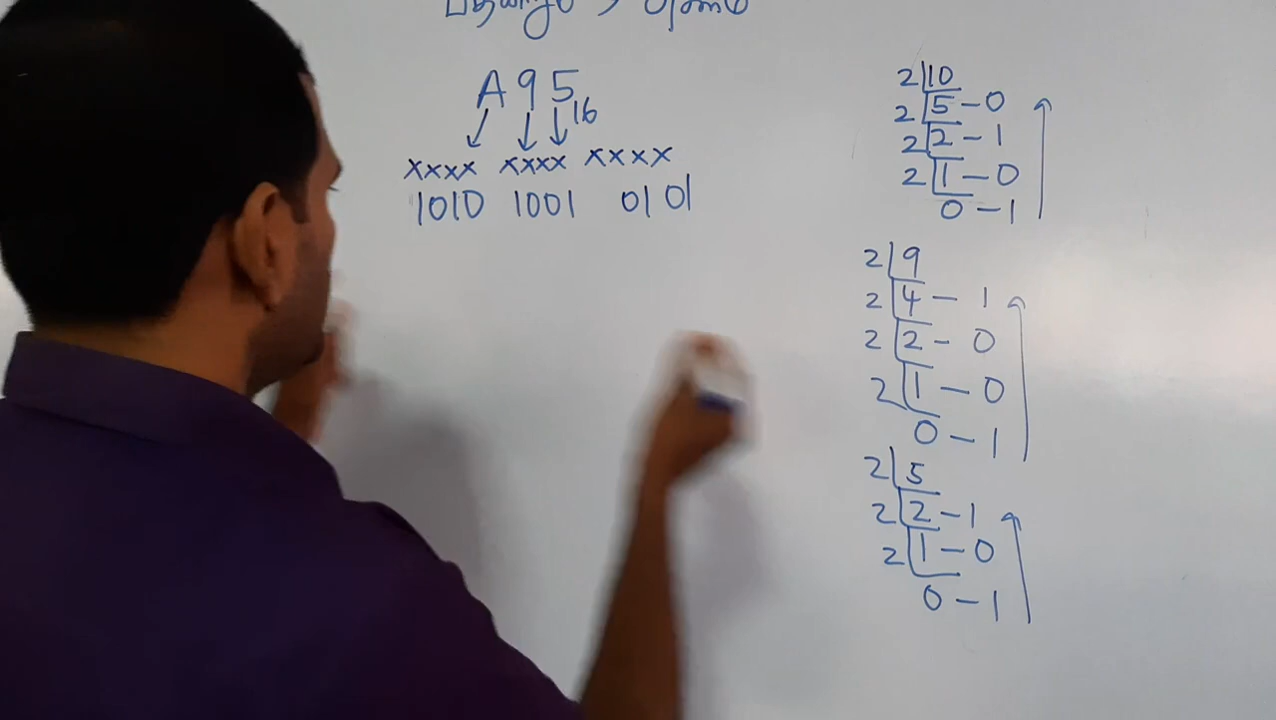 A95₁₆
xxxx xxxx xxxx
1010 1001 0101
2 10
2 5 – 0
2 2 – 1
2 1 – 0
0 – 1
2 9
2 4 – 1
2 2 – 0
2 1 – 0
0 – 1
2 5
2 2 – 1
2 1 – 0
0 – 1